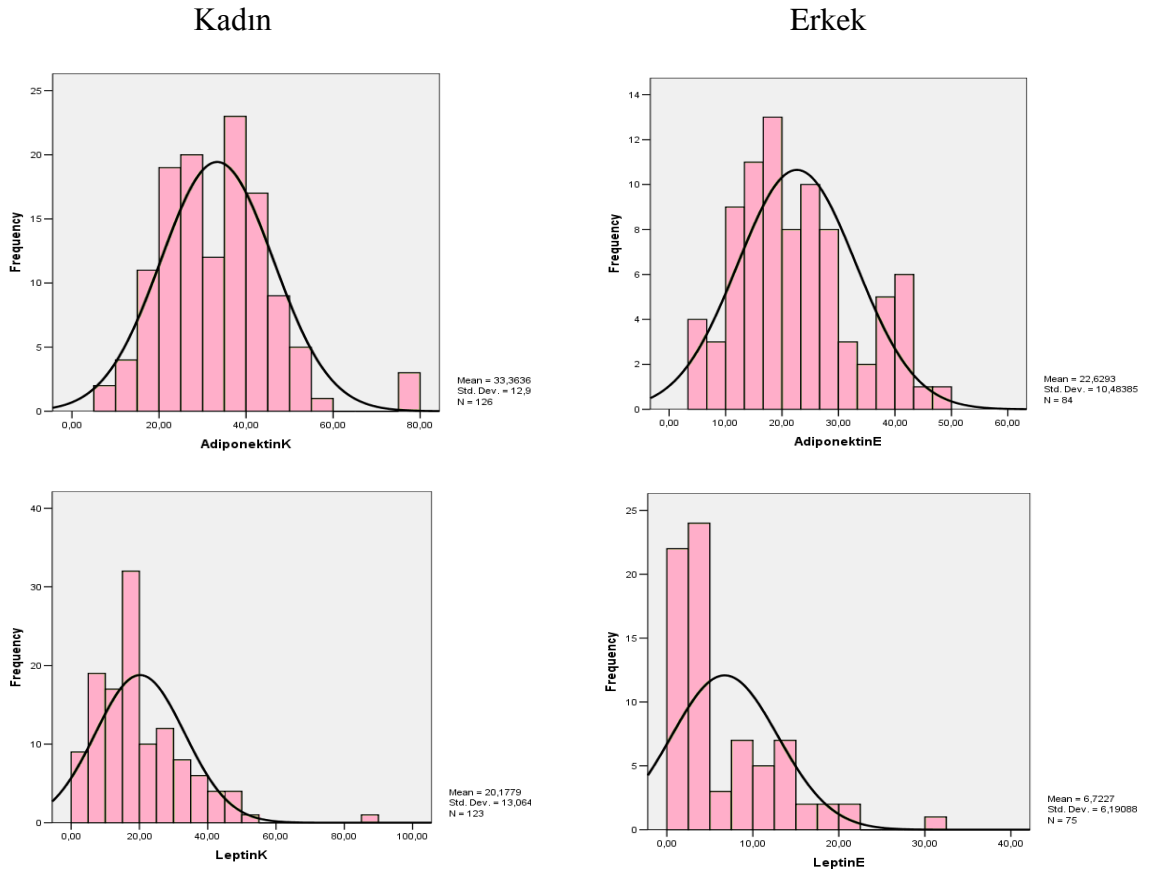 Kadın
Erkek
Frequency
25
20
15
10
5
0
0,00 20,00 40,00 60,00 80,00
AdiponektinK
Mean = 33,3636
Std. Dev. = 12,9
N = 126
Frequency
14
12
10
8
6
4
2
0
0,00 10,00 20,00 30,00 40,00 50,00 60,00
AdiponektinE
Mean = 22,6293
Std. Dev. = 10,48385
N = 84
Frequency
40
30
20
10
0
0,00 20,00 40,00 60,00 80,00 100,00
LeptinK
Mean = 20,1779
Std. Dev. = 13,064
N = 123
Frequency
25
20
15
10
5
0
0,00 10,00 20,00 30,00 40,00
LeptinE
Mean = 6,7227
Std. Dev. = 6,19088
N = 75